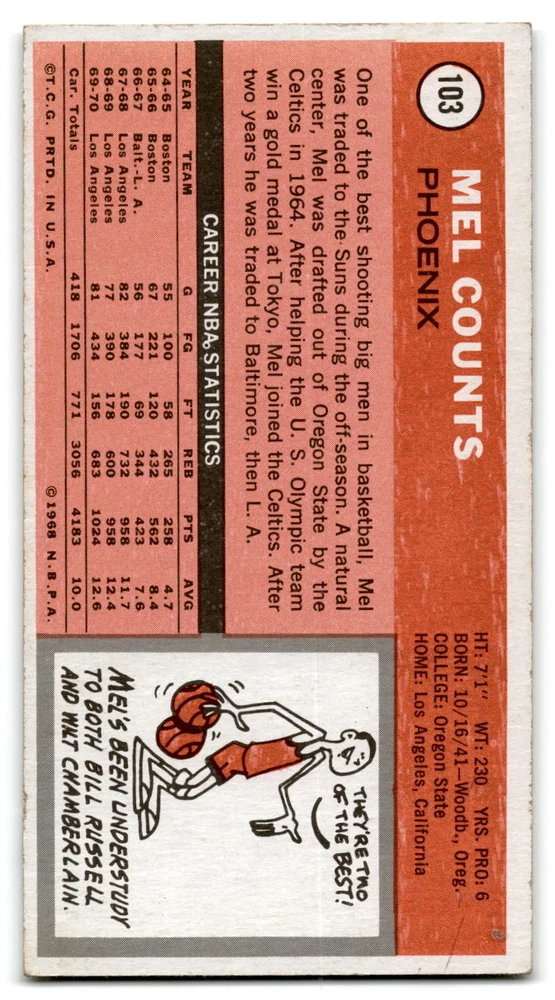 103
MEL COUNTS
PHOENIX
HT: 7'1" WT: 230 YRS. PRO: 6
BORN: 10/16/41—Woodb., Oreg.
COLLEGE: Oregon State
HOME: Los Angeles, California
One of the best shooting big men in basketball, Mel
was traded to the Suns during the off-season. A natural
center, Mel was drafted out of Oregon State by the
Celtics in 1964. After helping the U. S. Olympic team
win a gold medal at Tokyo, Mel joined the Celtics. After
two years he was traded to Baltimore, then L. A.
CAREER NBA STATISTICS
YEAR TEAM G FG FT REB PTS AVG
64-65 Boston 55 100 58 265 258 4.7
65-66 Boston 67 221 120 432 562 8.4
66-67 Balt.-L. A. 56 177 69 344 423 7.6
67-68 Los Angeles 82 384 190 732 958 11.7
68-69 Los Angeles 77 390 178 600 958 12.4
69-70 Los Angeles 81 434 156 683 1024 12.6
Car. Totals 418 1706 771 3056 4183 10.0
©T.C.G. PRTD. IN U.S.A. ©1968 N.B.P.A.
THEY'RE TWO
OF THE BEST!
MEL'S BEEN UNDERSTUDY
TO BOTH BILL RUSSELL
AND WILT CHAMBERLAIN.